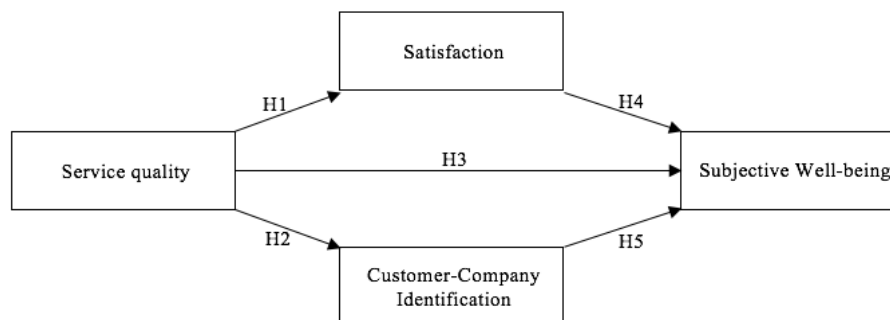 Satisfaction
H1
H4
H3
Service quality
Subjective Well-being
H2
H5
Customer-Company
Identification